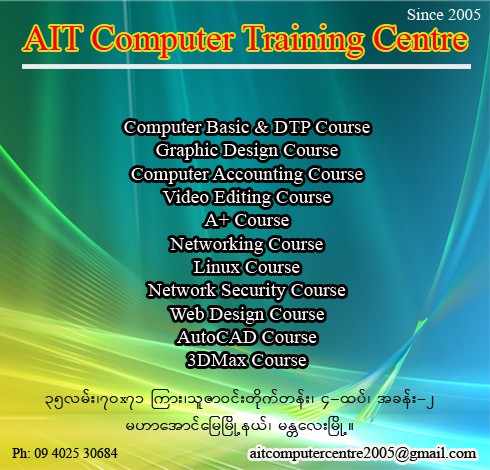 Since 2005
AIT Computer Training Centre
Computer Basic & DTP Course
Graphic Design Course
Computer Accounting Course
Video Editing Course
A+ Course
Networking Course
Linux Course
Network Security Course
Web Design Course
AutoCAD Course
3DMax Course
၃၅လမ်း၊၇၀x၇၁ ကြား၊သူဇာဝင်းတိုက်တန်း၊ ၄-ထပ်၊ အခန်း-၂
မဟာအောင်မြေမြို့နယ်၊ မန္တလေးမြို့။
Ph: 09 4025 30684 aitcomputercentre2005@gmail.com